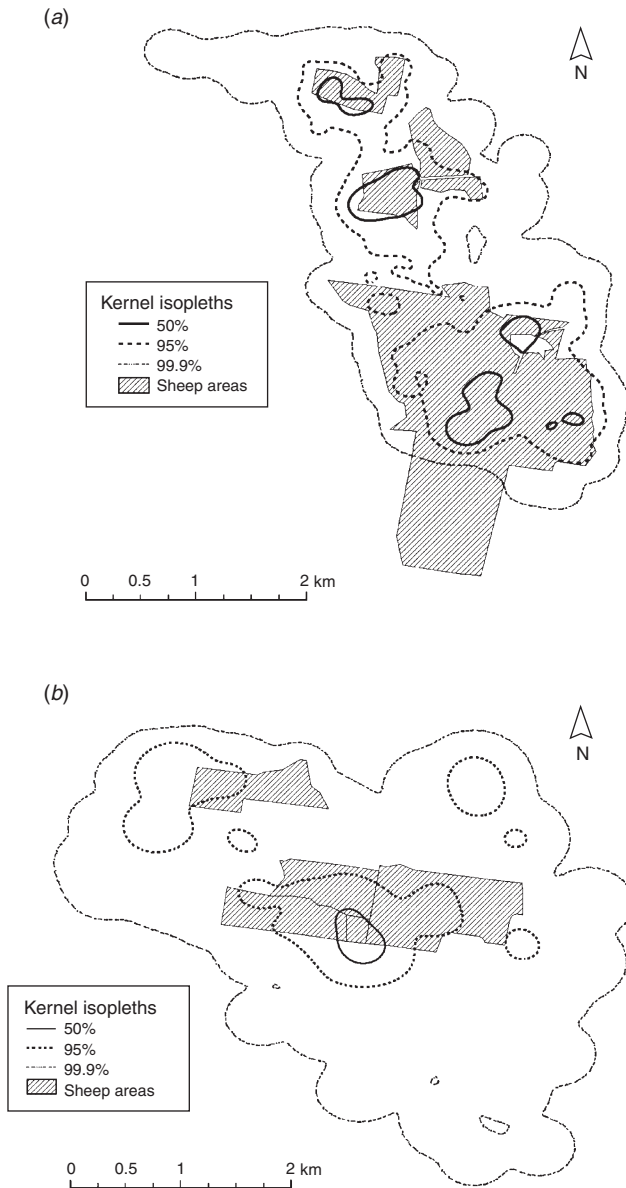 (a)
N
Kernel isopleths
50%
95%
99.9%
Sheep areas
0 0.5 1 2 km
(b)
N
Kernel isopleths
50%
95%
99.9%
Sheep areas
0 0.5 1 2 km